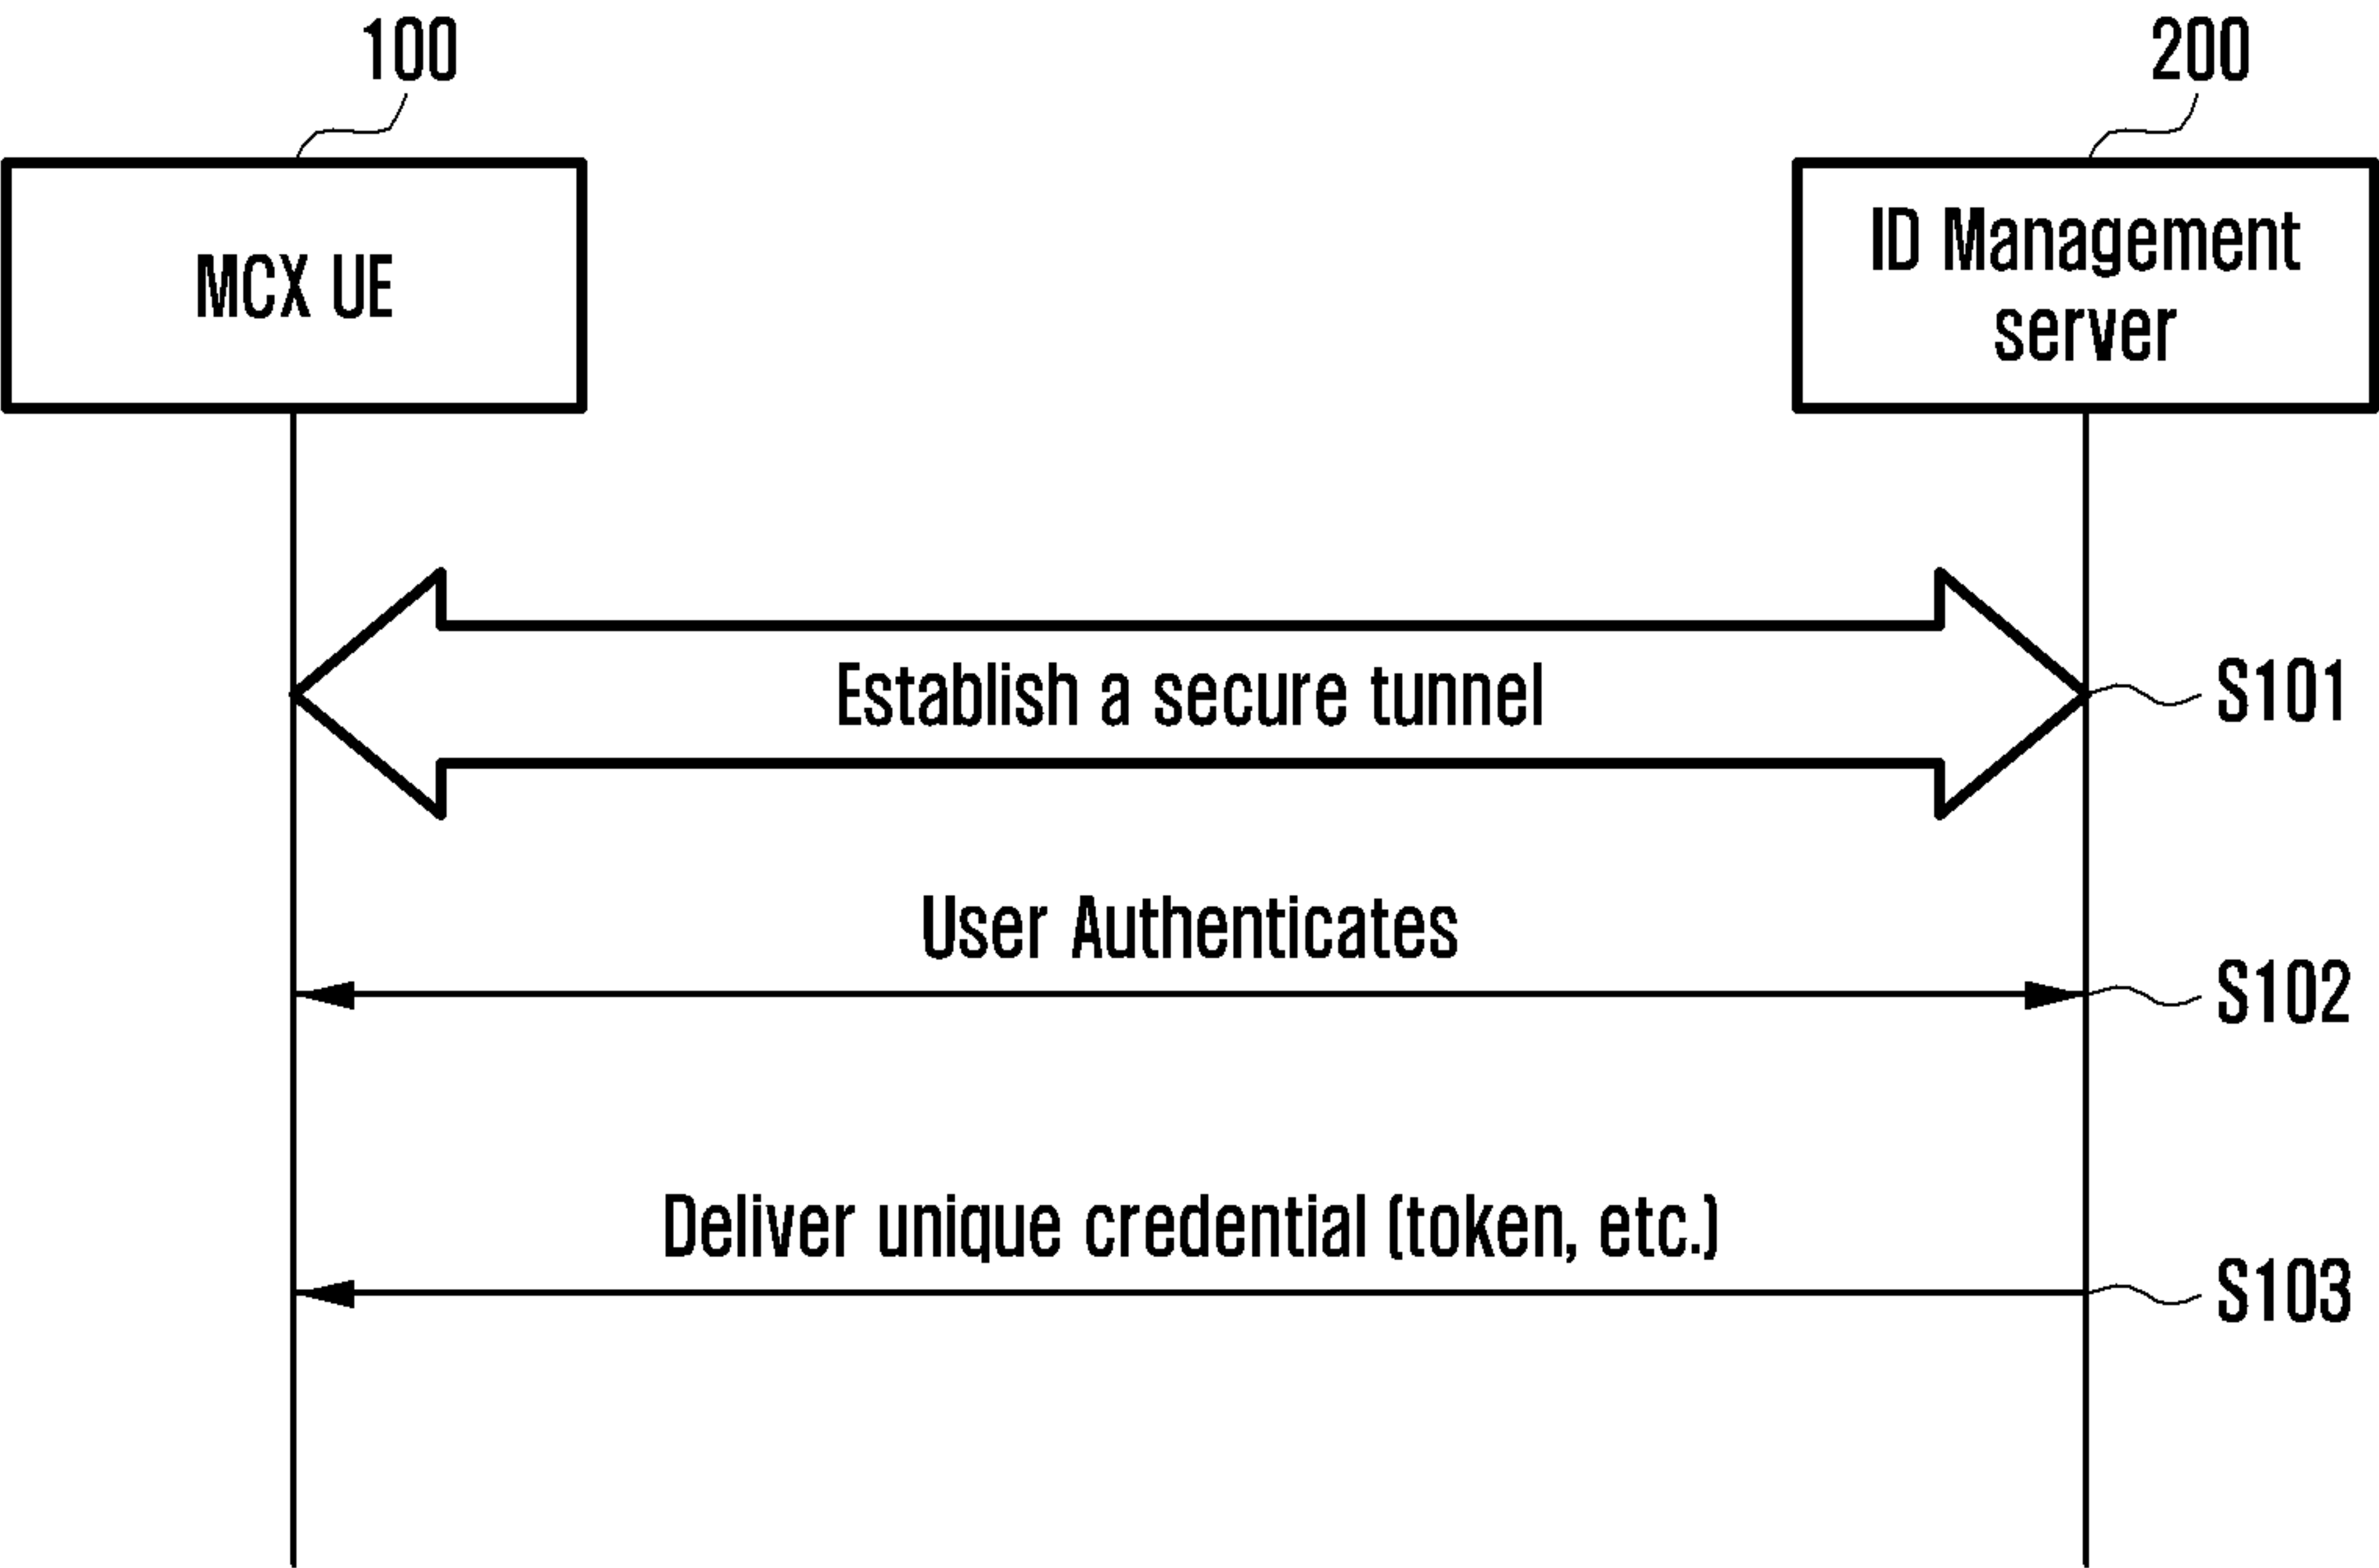 100
200
MCX UE
ID Management
server
Establish a secure tunnel
S101
User Authenticates
S102
Deliver unique credential (token, etc.)
S103